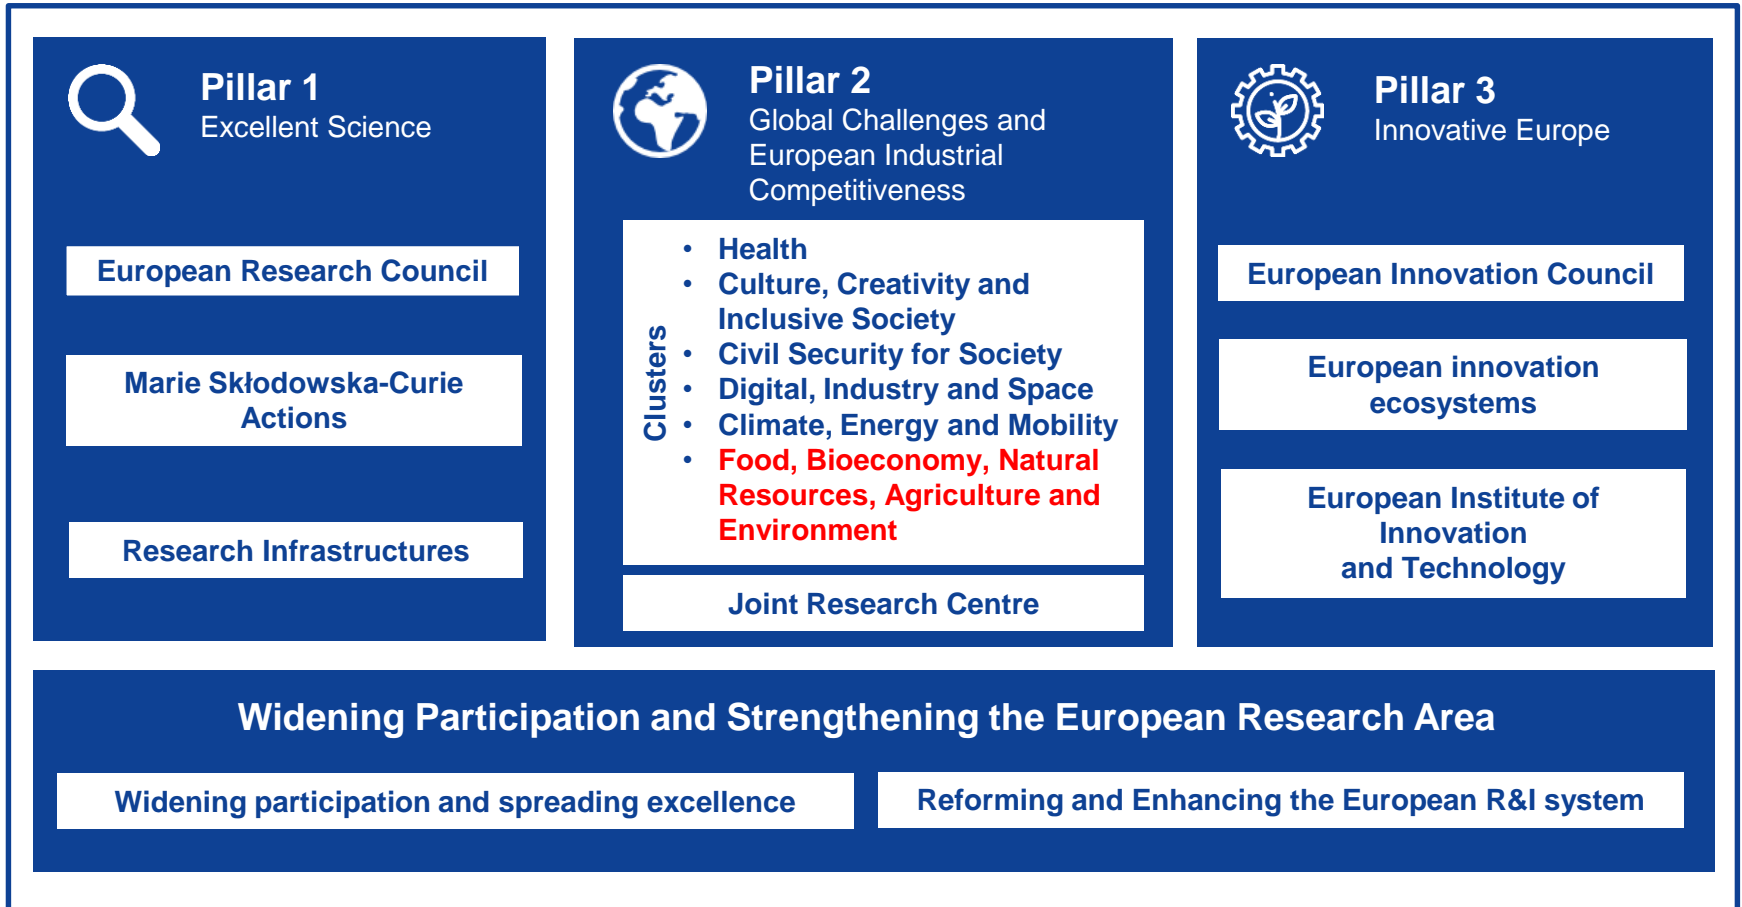 Pillar 1
Excellent Science
European Research Council
Marie Skłodowska-Curie
Actions
Research Infrastructures
Pillar 2
Global Challenges and
European Industrial
Competitiveness
Clusters
• Health
• Culture, Creativity and
Inclusive Society
• Civil Security for Society
• Digital, Industry and Space
• Climate, Energy and Mobility
• Food, Bioeconomy, Natural
Resources, Agriculture and
Environment
Joint Research Centre
Pillar 3
Innovative Europe
European Innovation Council
European innovation
ecosystems
European Institute of
Innovation
and Technology
Widening Participation and Strengthening the European Research Area
Widening participation and spreading excellence
Reforming and Enhancing the European R&I system